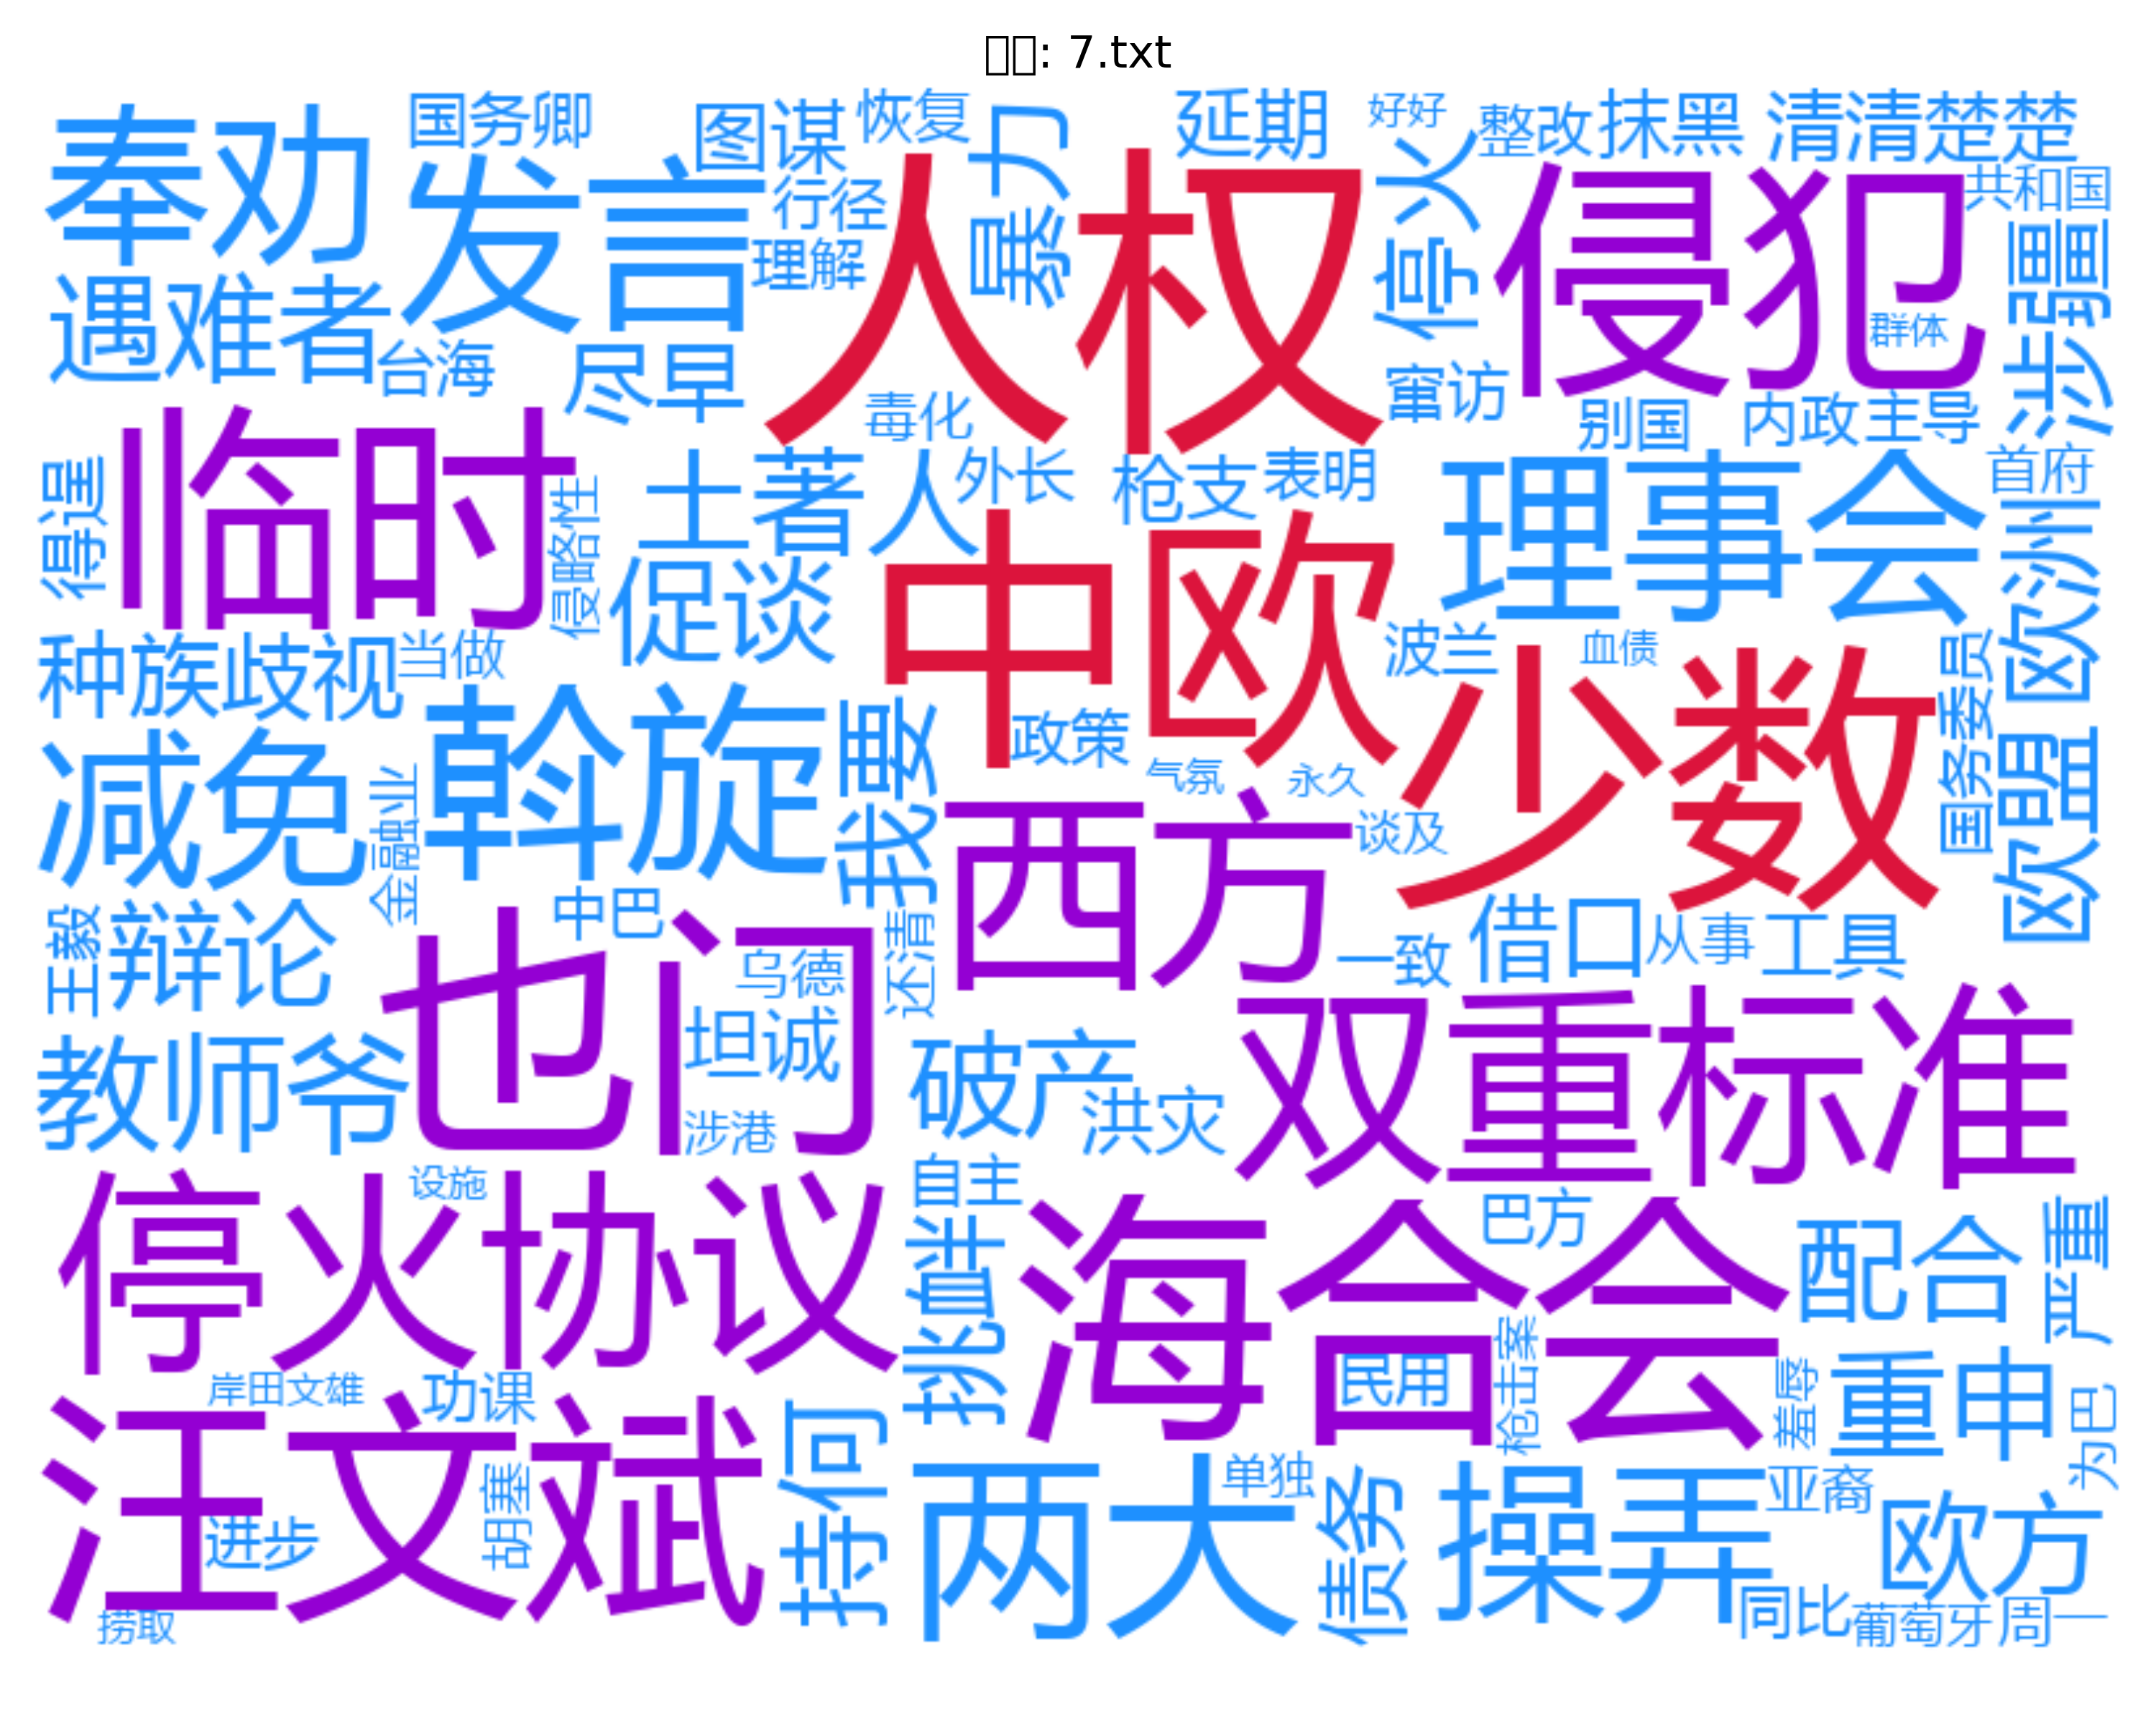 : 7.txt
奉劝
国务卿
图谋
恢复
暴力
延期
好好
整改
抹黑
清清楚楚
发言
行径
理解
人权
停火
侵犯
共和国
涉疆
群体
遇难者
台海
尽早
毒化
窜访
别国
内政
主导
首府
得逞
临时
侵略性
土著人
外长
枪支
表明
理事会
欧洲
促谈
中欧
波兰
血债
国务委员
种族歧视
当做
斡旋
我要
政策
气氛
永久
少数
欧盟
减免
金融业
西方
谈及
王毅
辩论
中巴
也门
乌德
还清
一致
借口
从事
工具
教师爷
坦诚
涉港
破产
洪灾
双重标准
停火协议
设施
自主
挑衅
海合会
巴方
配合
严重
岸田文雄
功课
民用
枪击案
羞辱
重申
为巴
汪文斌
进步
胡塞
持何
两大
单独
债务
操弄
亚裔
欧方
捞取
同比
葡萄牙
周一